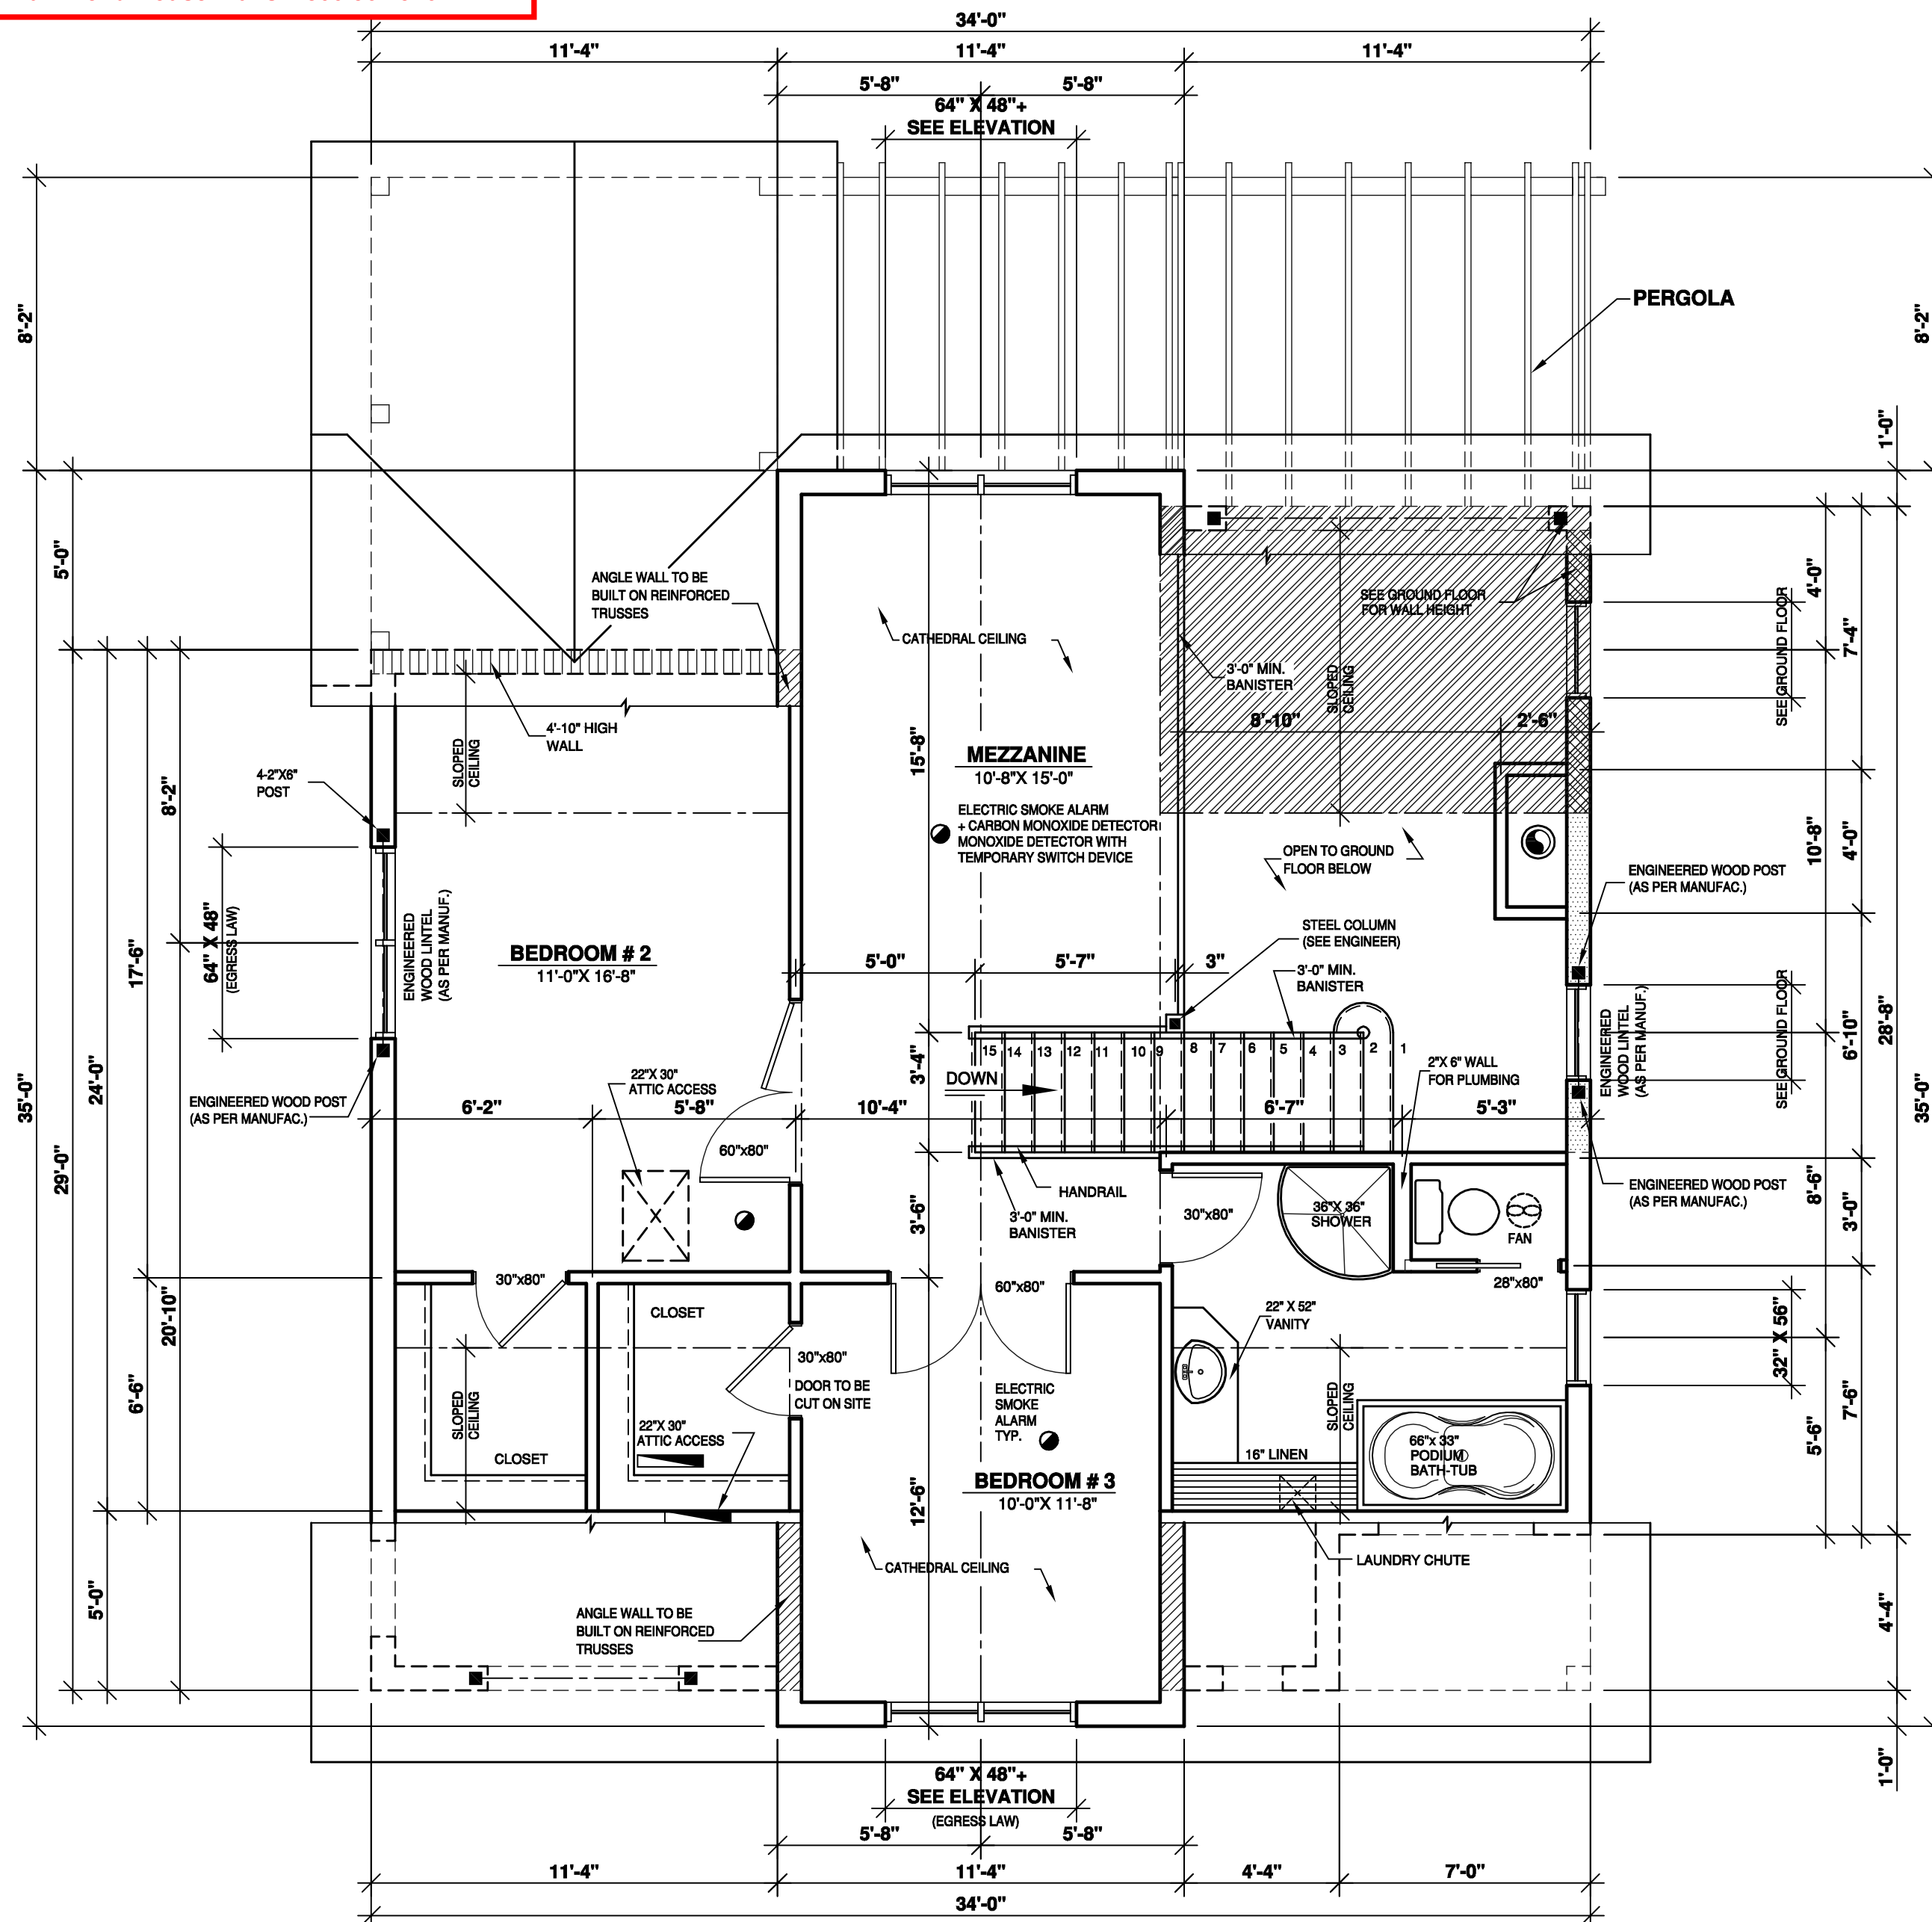 34'-0"
11'-4"
11'-4"
11'-4"
5'-8"
5'-8"
64" X 48"+
SEE ELEVATION
PERGOLA
8'-2"
8'-2"
1'-0"
5'-0"
ANGLE WALL TO BE
BUILT ON REINFORCED
TRUSSES
CATHEDRAL CEILING
SEE GROUND FLOOR
FOR WALL HEIGHT
4'-0"
7'-4"
SEE GROUND FLOOR
3'-0" MIN.
BANISTER
SLOPED
CEILING
8'-10"
2'-6"
4'-10" HIGH
WALL
SLOPED
CEILING
15'-8"
MEZZANINE
10'-8"X 15'-0"
4-2"X6"
POST
8'-2"
ELECTRIC SMOKE ALARM
+ CARBON MONOXIDE DETECTOR
MONOXIDE DETECTOR WITH
TEMPORARY SWITCH DEVICE
OPEN TO GROUND
FLOOR BELOW
10'-8"
4'-0"
ENGINEERED WOOD POST
(AS PER MANUFAC.)
64" X 48"
(EGRESS LAW)
17'-6"
ENGINEERED
WOOD LINTEL
(AS PER MANUF.)
BEDROOM # 2
11'-0"X 16'-8"
STEEL COLUMN
(SEE ENGINEER)
5'-0"
5'-7"
3"
3'-0" MIN.
BANISTER
SEE GROUND FLOOR
ENGINEERED
WOOD LINTEL
(AS PER MANUF.)
6'-10"
28'-8"
35'-0"
24'-0"
29'-0"
35'-0"
15 14 13 12 11 10 9 8 7 6 5 4 3 2 1
3'-4"
DOWN
2"X 6" WALL
FOR PLUMBING
22"X 30"
ATTIC ACCESS
ENGINEERED WOOD POST
(AS PER MANUFAC.)
6'-2"
5'-8"
10'-4"
6'-7"
5'-3"
60"x80"
HANDRAIL
3'-0" MIN.
BANISTER
3'-6"
30"x80"
36"X 36"
SHOWER
FAN
ENGINEERED WOOD POST
(AS PER MANUFAC.)
8'-6"
3'-0"
30"x80"
60"x80"
28"x80"
CLOSET
22" X 52"
VANITY
20'-10"
32" X 56"
30"x80"
DOOR TO BE
CUT ON SITE
ELECTRIC
SMOKE
ALARM
TYP.
6'-6"
SLOPED
CEILING
22"X 30"
ATTIC ACCESS
CLOSET
SLOPED
CEILING
16" LINEN
66"x 33"
PODIUM
BATH-TUB
5'-6"
7'-6"
BEDROOM # 3
10'-0"X 11'-8"
12'-6"
CATHEDRAL CEILING
LAUNDRY CHUTE
5'-0"
ANGLE WALL TO BE
BUILT ON REINFORCED
TRUSSES
4'-4"
1'-0"
64" X 48"+
SEE ELEVATION
(EGRESS LAW)
5'-8"
5'-8"
11'-4"
11'-4"
4'-4"
7'-0"
34'-0"